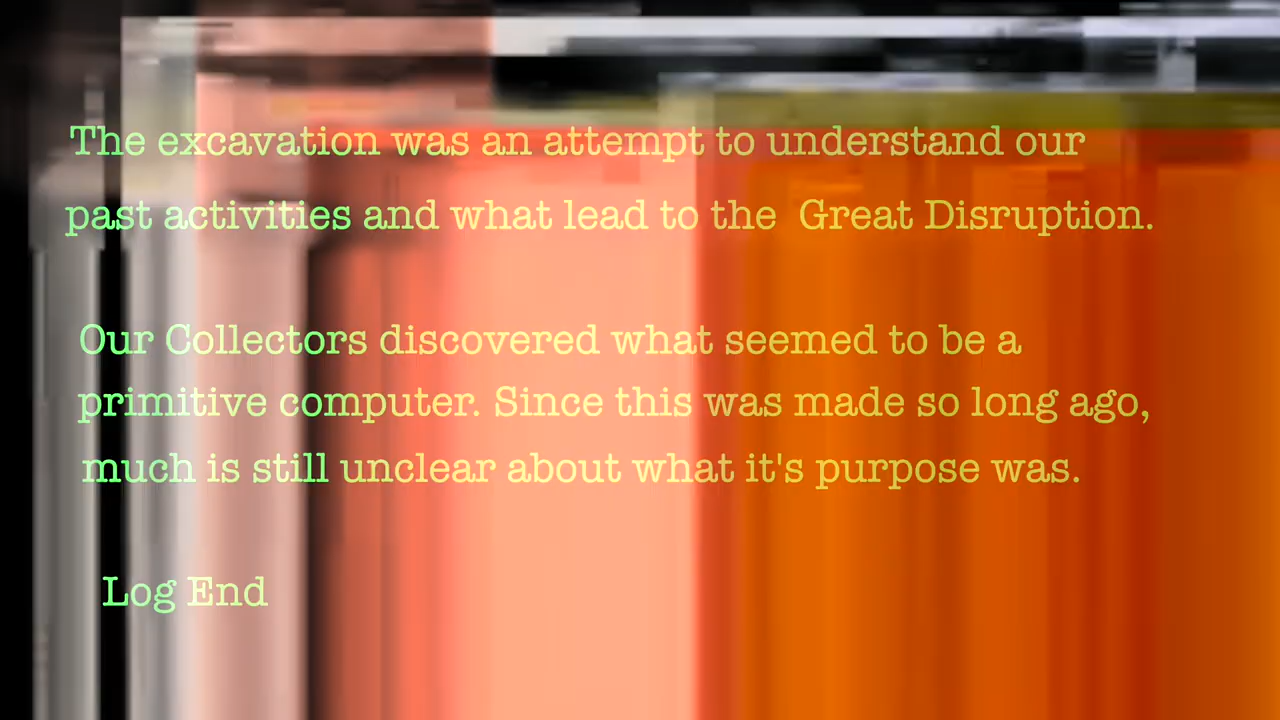 The excavation was an attempt to understand our
past activities and what lead to the  Great Disruption.
Our Collectors discovered what seemed to be a
primitive computer. Since this was made so long ago,
much is still unclear about what it's purpose was.
Log End